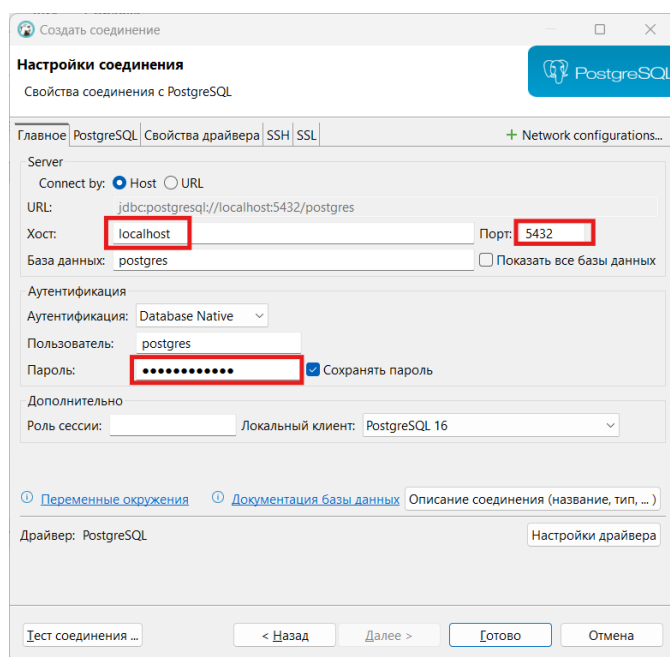 Создать соединение
Настройки соединения
Свойства соединения с PostgreSQL
PostgreSQL
Главное PostgreSQL Свойства драйвера SSH SSL + Network configurations...
Server
Connect by: Host URL
URL: jdbc:postgresql://localhost:5432/postgres
Хост: localhost Порт: 5432
База данных: postgres Показать все базы данных
Аутентификация
Аутентификация: Database Native
Пользователь: postgres
Пароль: •••••••••••• Сохранять пароль
Дополнительно
Роль сессии: Локальный клиент: PostgreSQL 16
Переменные окружения Документация базы данных Описание соединения (название, тип, ... )
Драйвер: PostgreSQL Настройки драйвера
Тест соединения ... < Назад Далее > Готово Отмена